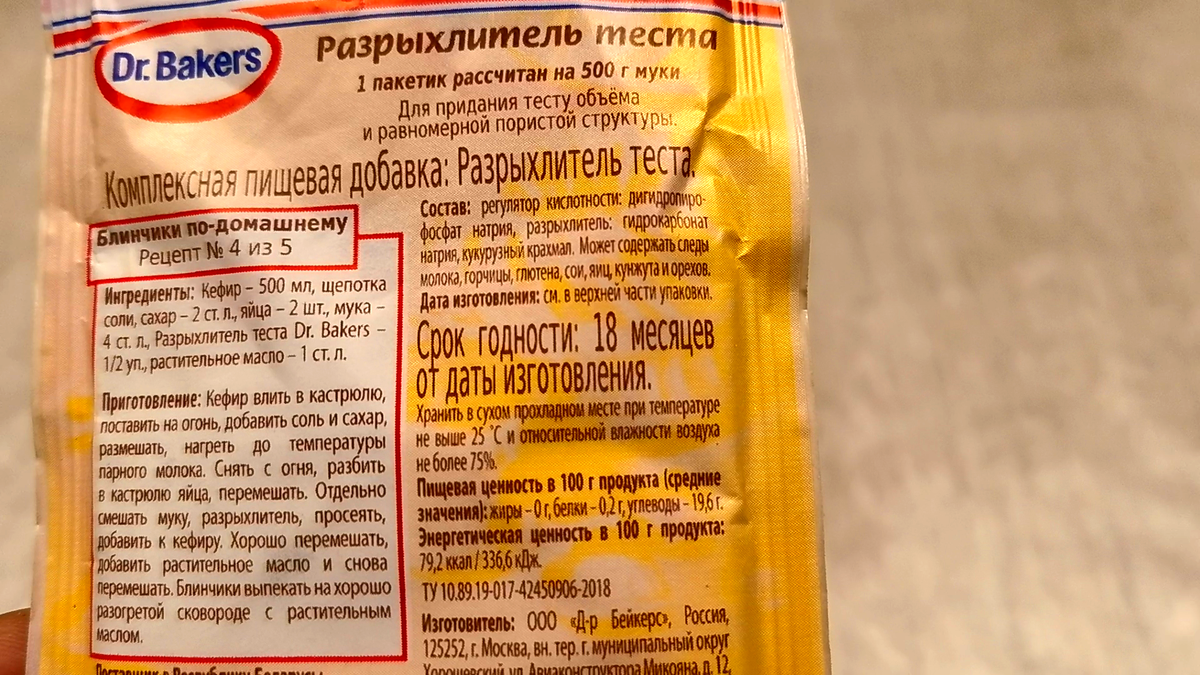 Dr. Bakers
Разрыхлитель теста
1 пакетик рассчитан на 500 г муки
Для придания тесту объёма
и равномерной пористой структуры.
Комплексная пищевая добавка: Разрыхлитель теста.
Блинчики по-домашнему
Рецепт № 4 из 5
Ингредиенты: Кефир – 500 мл, щепотка
соли, сахар – 2 ст. л., яйца – 2 шт., мука –
4 ст. л., Разрыхлитель теста Dr. Bakers –
1/2 уп., растительное масло – 1 ст. л.
Приготовление: Кефир влить в кастрюлю,
поставить на огонь, добавить соль и сахар,
размешать, нагреть до температуры
парного молока. Снять с огня, разбить
в кастрюлю яйца, перемешать. Отдельно
смешать муку, разрыхлитель, просеять,
добавить к кефиру. Хорошо перемешать,
добавить растительное масло и снова
перемешать. Блинчики выпекать на хорошо
разогретой сковороде с растительным
маслом.
Поставщик в Республику Беларусь:
Состав: регулятор кислотности: дигидропиро-
фосфат натрия, разрыхлитель: гидрокарбонат
натрия, кукурузный крахмал. Может содержать следы
молока, горчицы, глютена, сои, яиц, кунжута и орехов.
Дата изготовления: см. в верхней части упаковки.
Срок годности: 18 месяцев
от даты изготовления.
Хранить в сухом прохладном месте при температуре
не выше 25 °С и относительной влажности воздуха
не более 75%.
Пищевая ценность в 100 г продукта (средние
значения): жиры – 0 г, белки – 0,2 г, углеводы – 19,6 г.
Энергетическая ценность в 100 г продукта:
79,2 ккал / 336,6 кДж.
ТУ 10.89.19-017-42450906-2018
Изготовитель: ООО «Д-р Бейкерс», Россия,
125252, г. Москва, вн. тер. г. муниципальный округ
Хорошевский, ул. Авиаконструктора Микояна, д. 12,